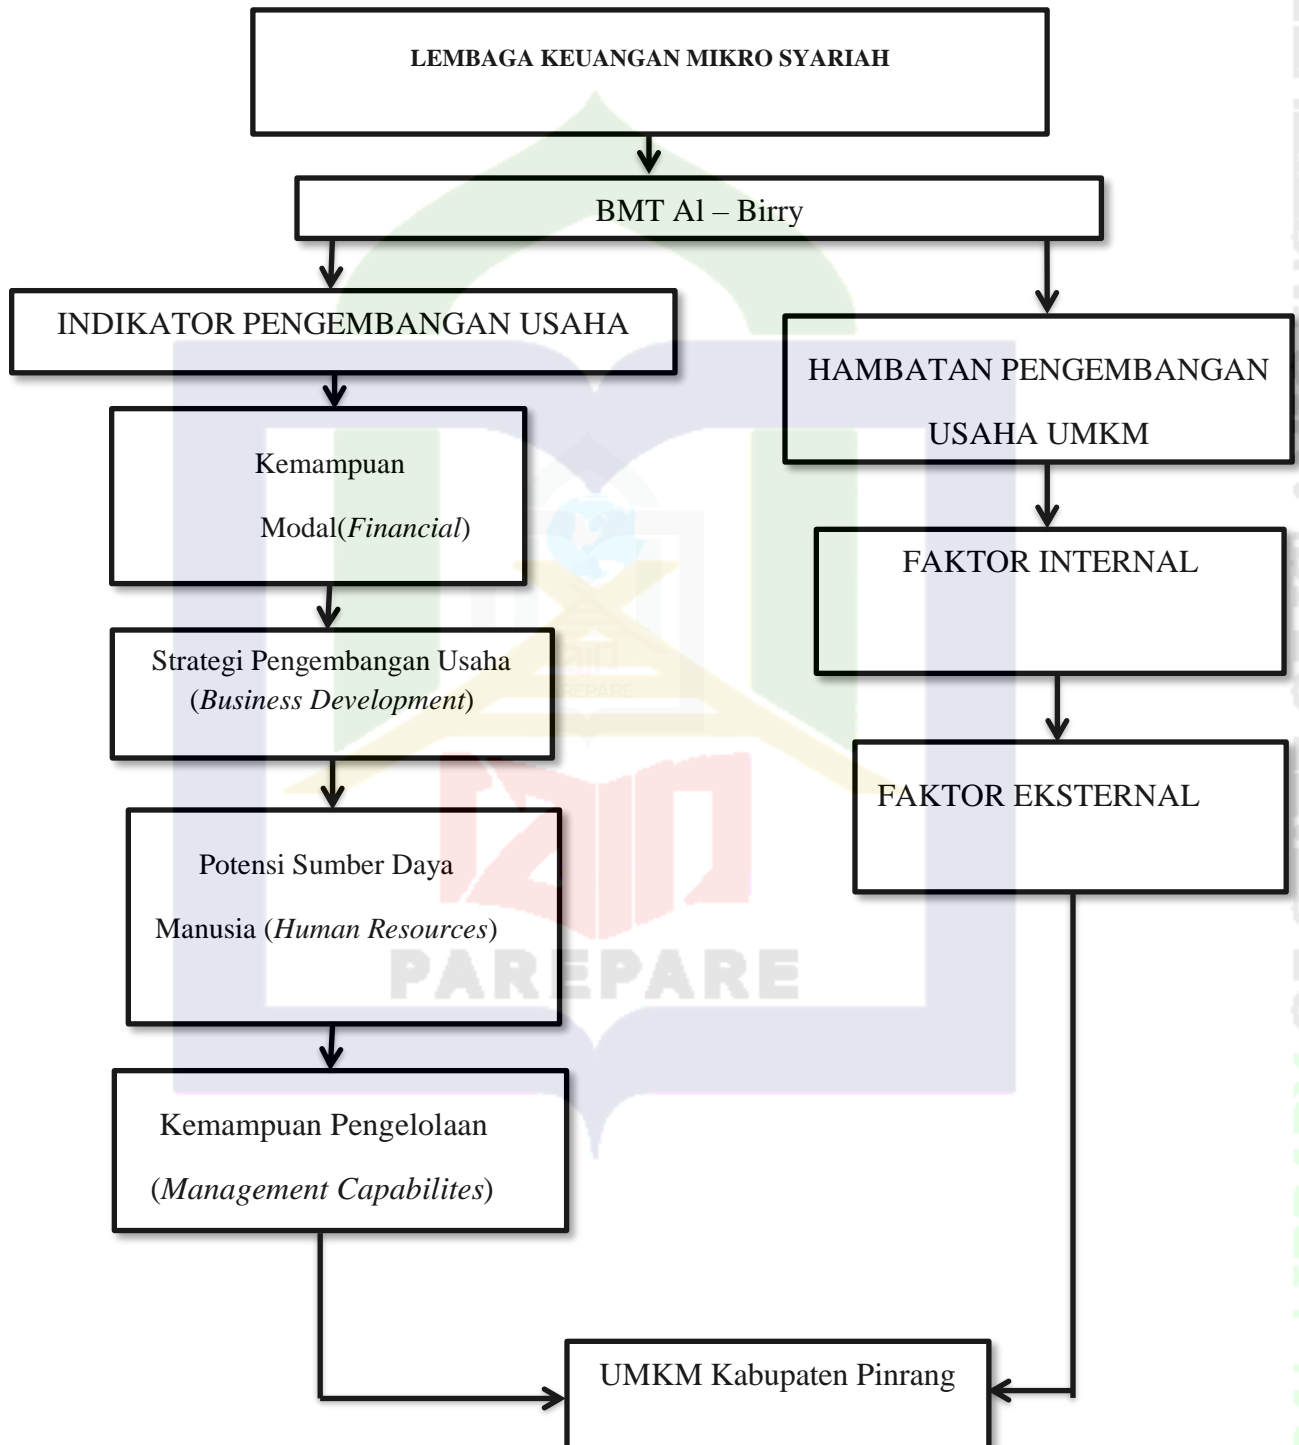 LEMBAGA KEUANGAN MIKRO SYARIAH
BMT Al – Birry
INDIKATOR PENGEMBANGAN USAHA
HAMBATAN PENGEMBANGAN
USAHA UMKM
Kemampuan
Modal(Financial)
FAKTOR INTERNAL
Strategi Pengembangan Usaha
(Business Development)
FAKTOR EKSTERNAL
Potensi Sumber Daya
Manusia (Human Resources)
Kemampuan Pengelolaan
(Management Capabilites)
UMKM Kabupaten Pinrang
iain
PAREPARE
PAREPARE